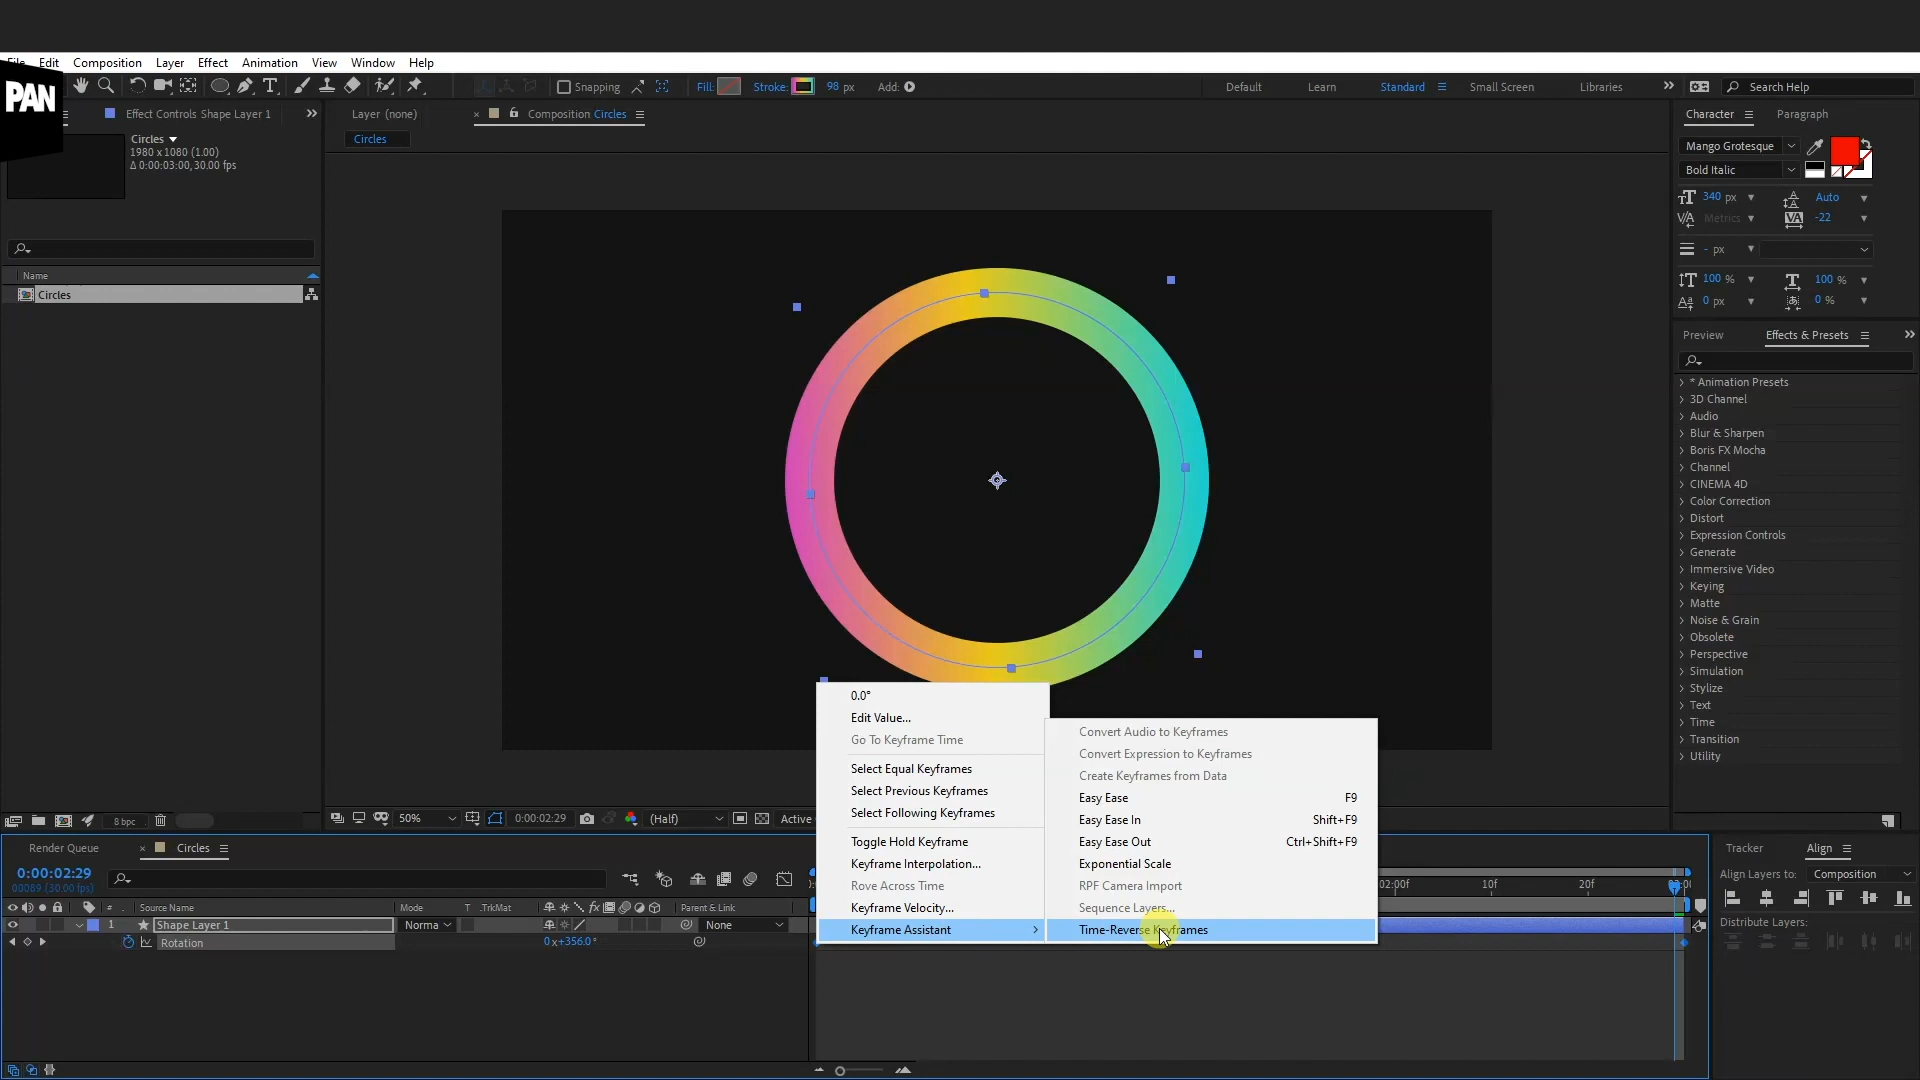 File Edit Composition Layer Effect Animation View Window Help
PAN
Snapping Fill: Stroke: 98 px Add:
Default Learn Standard Small Screen Libraries Search Help
Effect Controls Shape Layer 1
Layer (none) Composition Circles
Circles
Circles
1980 x 1080 (1.00)
Δ 0:00:03:00, 30.00 fps
Name
Circles
Character Paragraph
Mango Grotesque
Bold Italic
340 px Auto
Metrics -22
- px
100 % 100 %
0 px 0 %
Preview Effects & Presets
* Animation Presets
3D Channel
Audio
Blur & Sharpen
Boris FX Mocha
Channel
CINEMA 4D
Color Correction
Distort
Expression Controls
Generate
Immersive Video
Keying
Matte
Noise & Grain
Obsolete
Perspective
Simulation
Stylize
Text
Time
Transition
Utility
0.0°
Edit Value...
Go To Keyframe Time
Select Equal Keyframes
Select Previous Keyframes
Select Following Keyframes
Toggle Hold Keyframe
Keyframe Interpolation...
Rove Across Time
Keyframe Velocity...
Keyframe Assistant
Convert Audio to Keyframes
Convert Expression to Keyframes
Create Keyframes from Data
Easy Ease F9
Easy Ease In Shift+F9
Easy Ease Out Ctrl+Shift+F9
Exponential Scale
RPF Camera Import
Sequence Layers...
Time-Reverse Keyframes
8 bpc
50% 0:00:02:29 (Half) Active
Render Queue Circles
0:00:02:29
00089 (30.00 fps)
02:00f 10f 20f
# Source Name Mode T .TrkMat fx Parent & Link
1 Shape Layer 1 Norma None
Rotation 0x+356.0°
Tracker Align
Align Layers to: Composition
Distribute Layers: